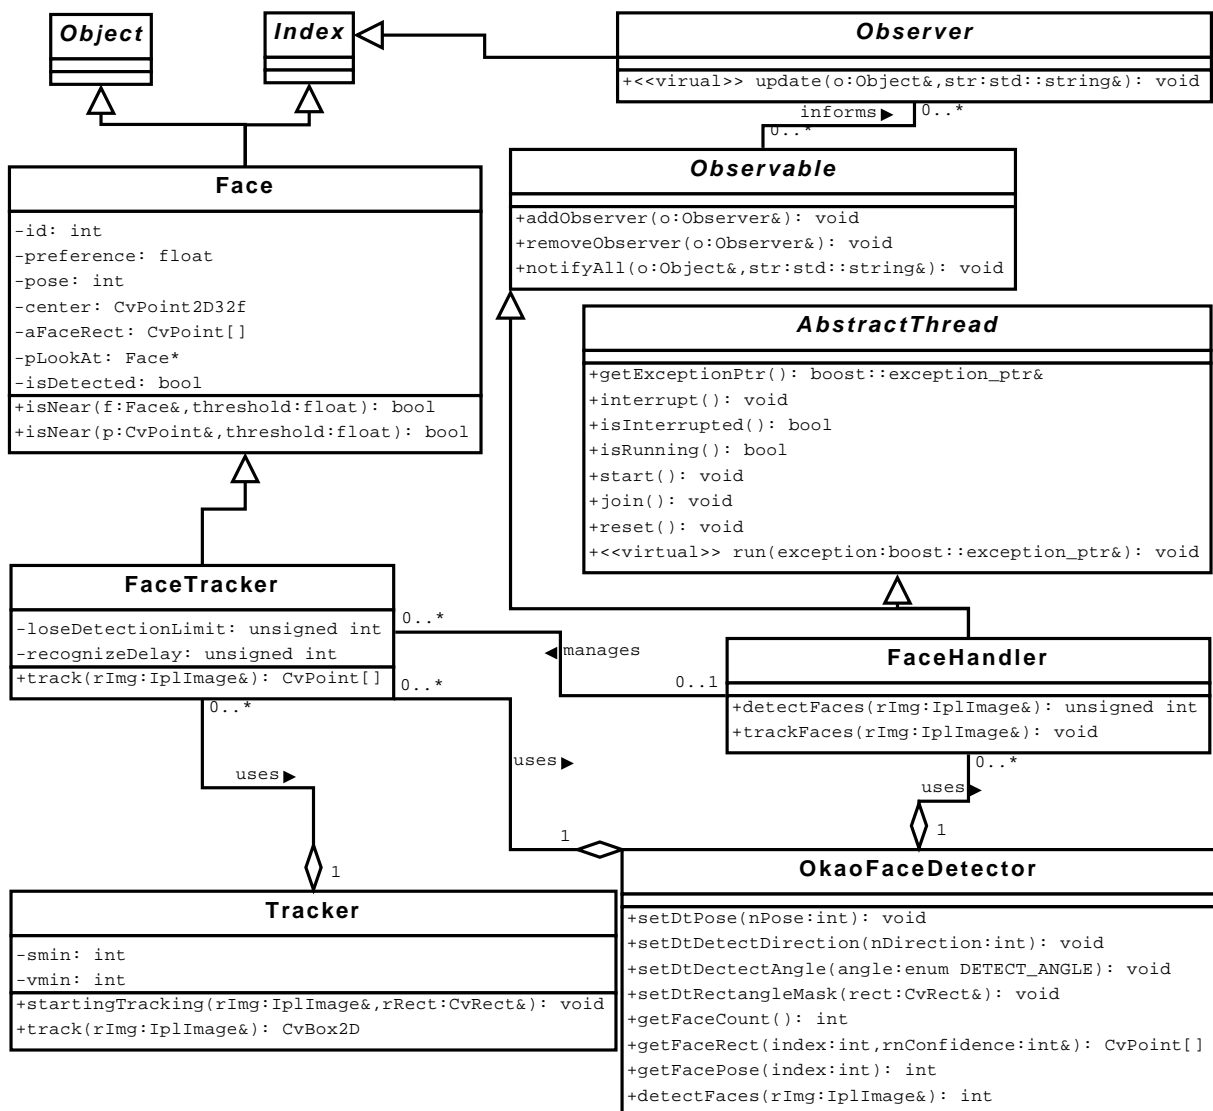 Object
Index
Observer
+<<virual>> update(o:Object&,str:std::string&): void
informs
0..*
0..*
Observable
+addObserver(o:Observer&): void
+removeObserver(o:Observer&): void
+notifyAll(o:Object&,str:std::string&): void
Face
-id: int
-preference: float
-pose: int
-center: CvPoint2D32f
-aFaceRect: CvPoint[]
-pLookAt: Face*
-isDetected: bool
+isNear(f:Face&,threshold:float): bool
+isNear(p:CvPoint&,threshold:float): bool
AbstractThread
+getExceptionPtr(): boost::exception_ptr&
+interrupt(): void
+isInterrupted(): bool
+isRunning(): bool
+start(): void
+join(): void
+reset(): void
+<<virtual>> run(exception:boost::exception_ptr&): void
FaceTracker
-loseDetectionLimit: unsigned int
-recognizeDelay: unsigned int
+track(rImg:IplImage&): CvPoint[]
0..*
manages
0..1
0..*
0..*
FaceHandler
+detectFaces(rImg:IplImage&): unsigned int
+trackFaces(rImg:IplImage&): void
0..*
uses
uses
uses
1
1
1
Tracker
-smin: int
-vmin: int
+startingTracking(rImg:IplImage&,rRect:CvRect&): void
+track(rImg:IplImage&): CvBox2D
OkaoFaceDetector
+setDtPose(nPose:int): void
+setDtDetectDirection(nDirection:int): void
+setDtDectectAngle(angle:enum DETECT_ANGLE): void
+setDtRectangleMask(rect:CvRect&): void
+getFaceCount(): int
+getFaceRect(index:int,rnConfidence:int&): CvPoint[]
+getFacePose(index:int): int
+detectFaces(rImg:IplImage&): int